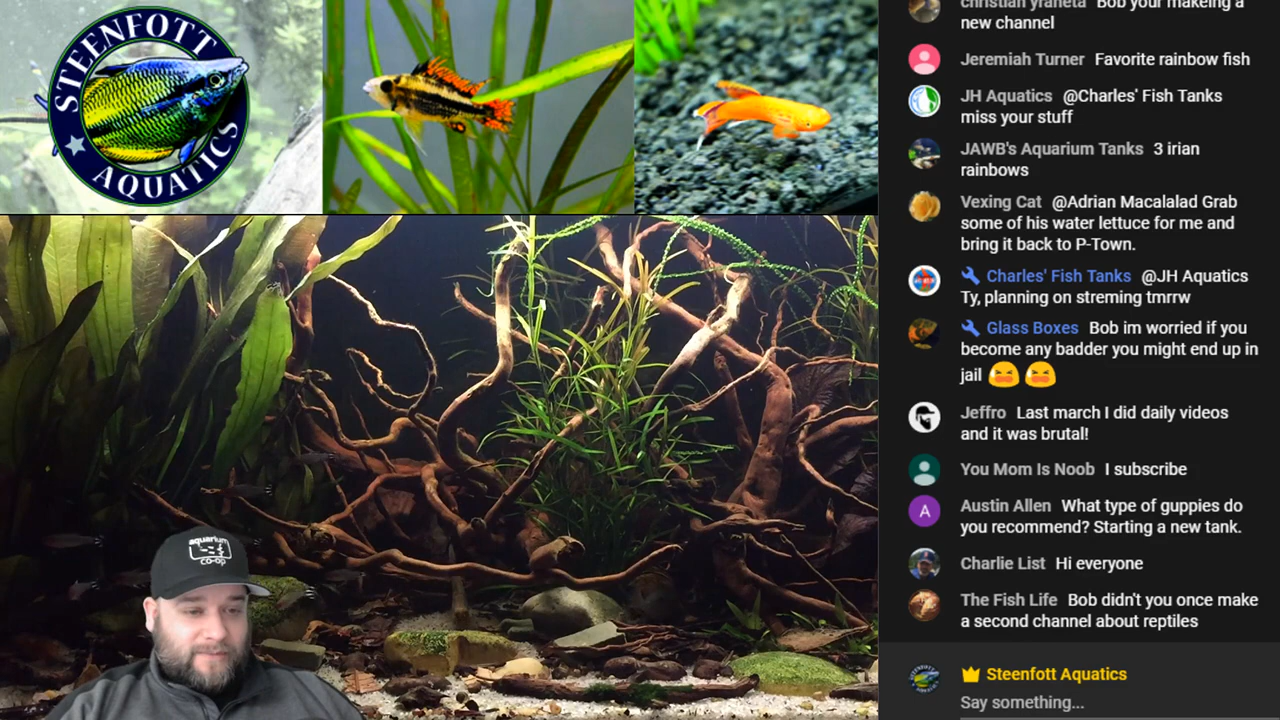 STEENFOTT
AQUATICS
aquarium
co-op
christian yraheta Bob your makeing a
new channel
Jeremiah Turner Favorite rainbow fish
JH Aquatics @Charles' Fish Tanks
miss your stuff
JAWB's Aquarium Tanks 3 irian
rainbows
Vexing Cat @Adrian Macalalad Grab
some of his water lettuce for me and
bring it back to P-Town.
Charles' Fish Tanks @JH Aquatics
Ty, planning on streming tmrrw
Glass Boxes Bob im worried if you
become any badder you might end up in
jail
Jeffro Last march I did daily videos
and it was brutal!
You Mom Is Noob I subscribe
A Austin Allen What type of guppies do
you recommend? Starting a new tank.
Charlie List Hi everyone
The Fish Life Bob didn't you once make
a second channel about reptiles
Steenfott Aquatics
Say something...